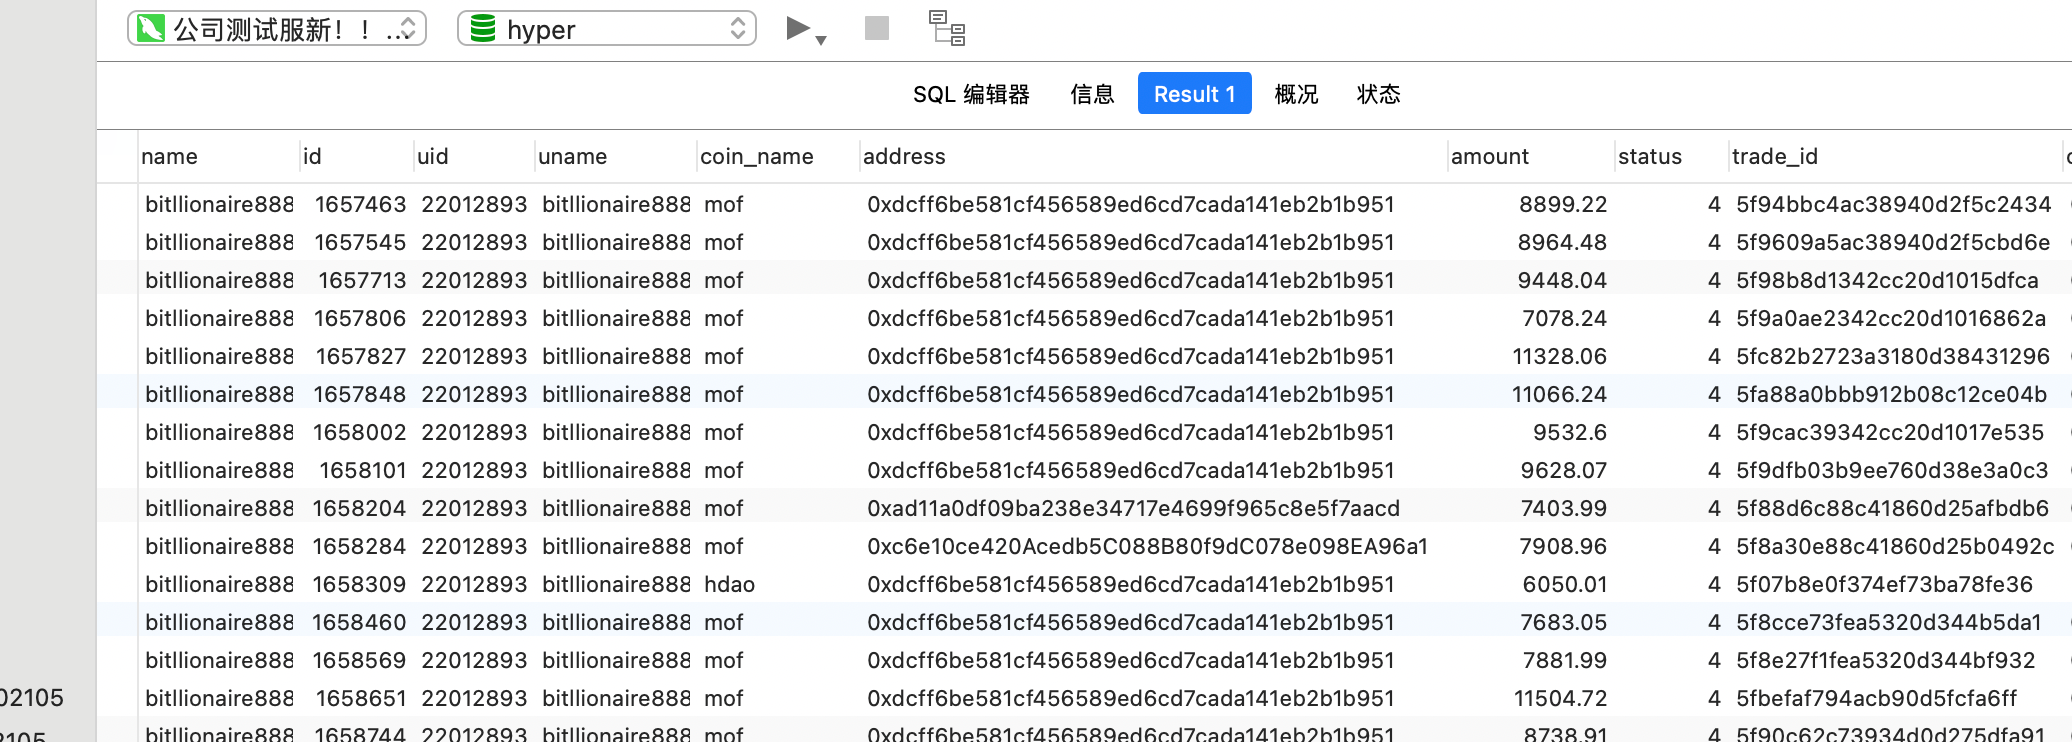 公司测试服新！！... hyper
SQL 编辑器 信息 Result 1 概况 状态
name id uid uname coin_name address amount status trade_id
bitllionaire888 1657463 22012893 bitllionaire888 mof 0xdcff6be581cf456589ed6cd7cada141eb2b1b951 8899.22 4 5f94bbc4ac38940d2f5c2434
bitllionaire888 1657545 22012893 bitllionaire888 mof 0xdcff6be581cf456589ed6cd7cada141eb2b1b951 8964.48 4 5f9609a5ac38940d2f5cbd6e
bitllionaire888 1657713 22012893 bitllionaire888 mof 0xdcff6be581cf456589ed6cd7cada141eb2b1b951 9448.04 4 5f98b8d1342cc20d1015dfca
bitllionaire888 1657806 22012893 bitllionaire888 mof 0xdcff6be581cf456589ed6cd7cada141eb2b1b951 7078.24 4 5f9a0ae2342cc20d1016862a
bitllionaire888 1657827 22012893 bitllionaire888 mof 0xdcff6be581cf456589ed6cd7cada141eb2b1b951 11328.06 4 5fc82b2723a3180d38431296
bitllionaire888 1657848 22012893 bitllionaire888 mof 0xdcff6be581cf456589ed6cd7cada141eb2b1b951 11066.24 4 5fa88a0bbb912b08c12ce04b
bitllionaire888 1658002 22012893 bitllionaire888 mof 0xdcff6be581cf456589ed6cd7cada141eb2b1b951 9532.6 4 5f9cac39342cc20d1017e535
bitllionaire888 1658101 22012893 bitllionaire888 mof 0xdcff6be581cf456589ed6cd7cada141eb2b1b951 9628.07 4 5f9dfb03b9ee760d38e3a0c3
bitllionaire888 1658204 22012893 bitllionaire888 mof 0xad11a0df09ba238e34717e4699f965c8e5f7aacd 7403.99 4 5f88d6c88c41860d25afbdb6
bitllionaire888 1658284 22012893 bitllionaire888 mof 0xc6e10ce420Acedb5C088B80f9dC078e098EA96a1 7908.96 4 5f8a30e88c41860d25b0492c
bitllionaire888 1658309 22012893 bitllionaire888 hdao 0xdcff6be581cf456589ed6cd7cada141eb2b1b951 6050.01 4 5f07b8e0f374ef73ba78fe36
bitllionaire888 1658460 22012893 bitllionaire888 mof 0xdcff6be581cf456589ed6cd7cada141eb2b1b951 7683.05 4 5f8cce73fea5320d344b5da1
bitllionaire888 1658569 22012893 bitllionaire888 mof 0xdcff6be581cf456589ed6cd7cada141eb2b1b951 7881.99 4 5f8e27f1fea5320d344bf932
02105 bitllionaire888 1658651 22012893 bitllionaire888 mof 0xdcff6be581cf456589ed6cd7cada141eb2b1b951 11504.72 4 5fbefaf794acb90d5fcfa6ff
2105 bitllionaire888 1658744 22012893 bitllionaire888 mof 0xdcff6be581cf456589ed6cd7cada141eb2b1b951 8738.91 4 5f90c62c73934d0d275dfa91